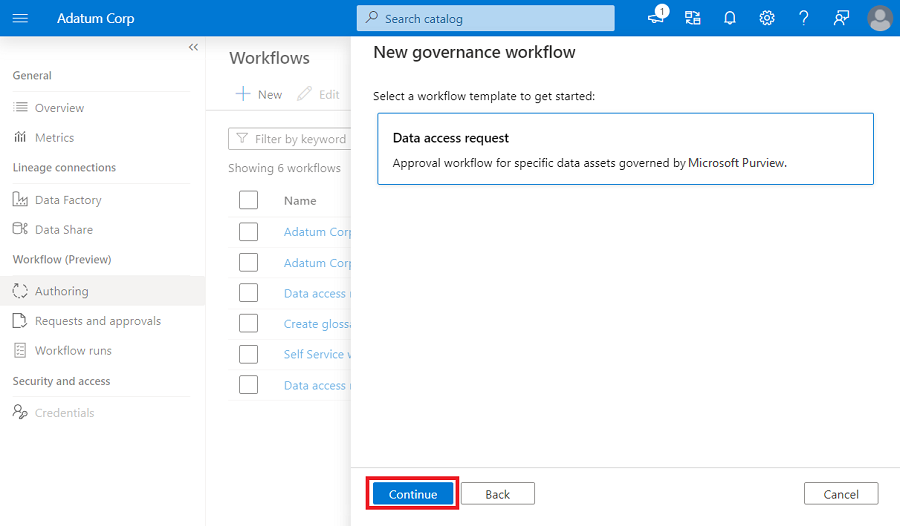 Adatum Corp
Search catalog
1
General
Overview
Metrics
Lineage connections
Data Factory
Data Share
Workflow (Preview)
Authoring
Requests and approvals
Workflow runs
Security and access
Credentials
Workflows
New
Edit
Filter by keyword
Showing 6 workflows
Name
Adatum
Adatum
Data access
Create
Self Service
Data access
New governance workflow
Select a workflow template to get started:
Data access request
Approval workflow for specific data assets governed by Microsoft Purview.
Continue
Back
Cancel